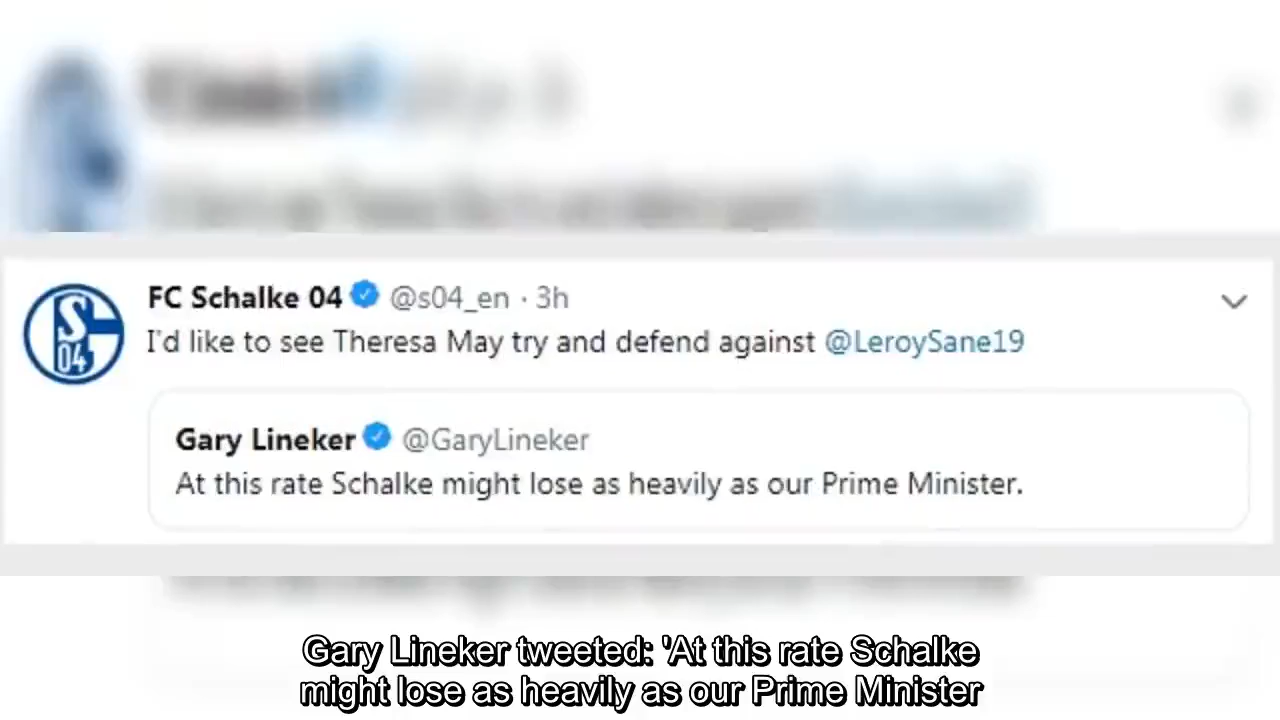 FC Schalke 04 @s04_en · 3h
I'd like to see Theresa May try and defend against @LeroySane19
S
04
Gary Lineker @GaryLineker
At this rate Schalke might lose as heavily as our Prime Minister.
Gary Lineker tweeted: 'At this rate Schalke
might lose as heavily as our Prime Minister